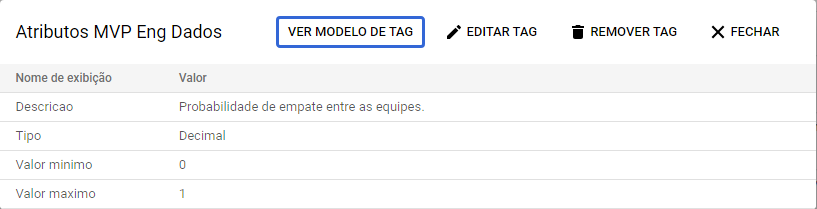 Atributos MVP Eng Dados VER MODELO DE TAG EDITAR TAG REMOVER TAG FECHAR
Nome de exibição Valor
Descricao Probabilidade de empate entre as equipes.
Tipo Decimal
Valor minimo 0
Valor maximo 1